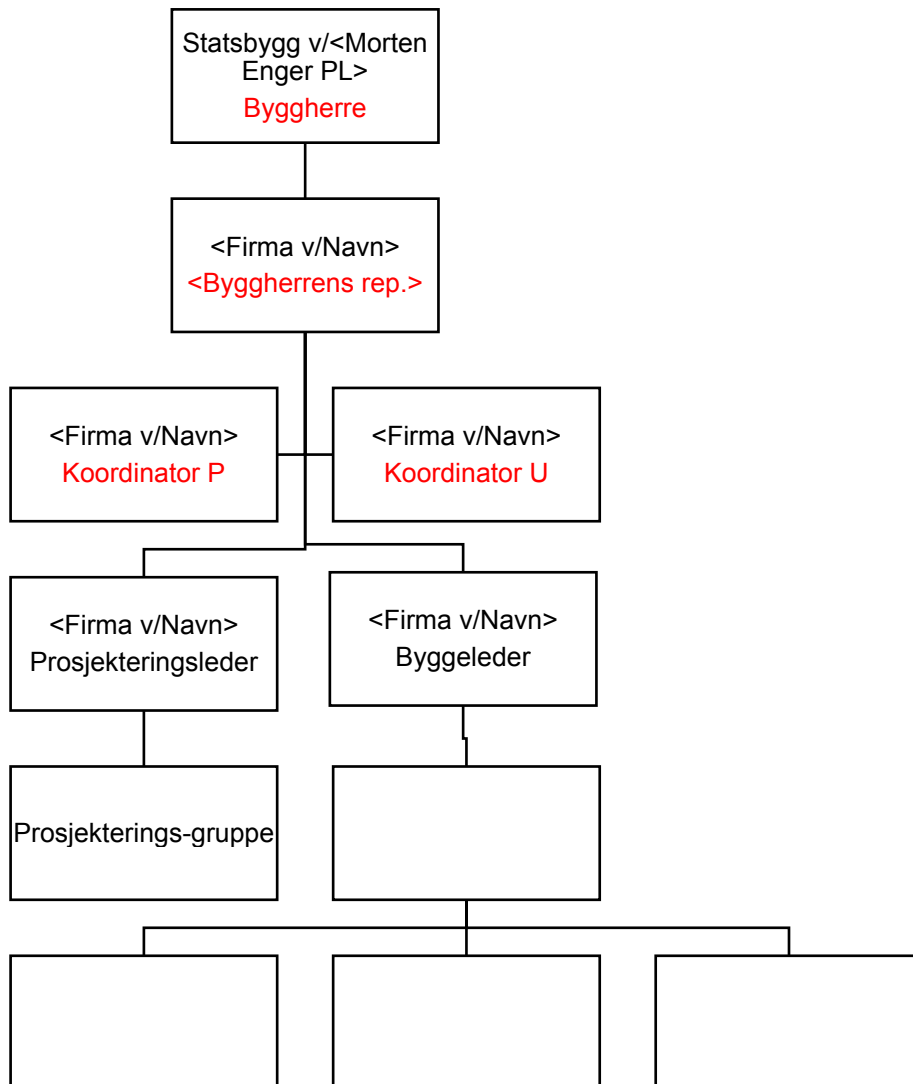 Statsbygg v/<Morten
Enger PL>
Byggherre
<Firma v/Navn>
<Byggherrens rep.>
<Firma v/Navn>
Koordinator P
<Firma v/Navn>
Koordinator U
<Firma v/Navn>
Prosjekteringsleder
<Firma v/Navn>
Byggeleder
Prosjekterings-gruppe